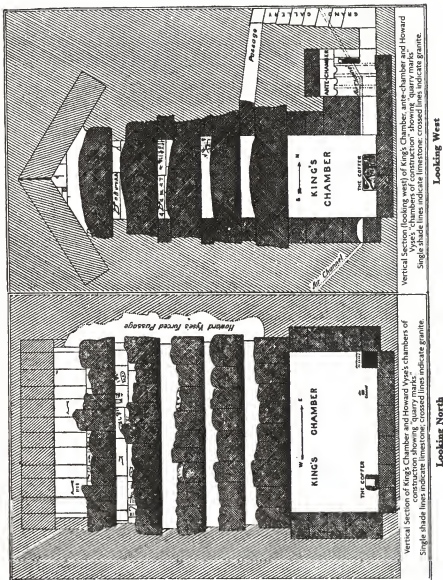 GRAND GALLERY
Passage
ANTE-CHAMBER
KING'S
CHAMBER
S N
THE COFFER
Air Channel
Vertical Section (looking west) of King's Chamber, ante-chamber and Howard
Vyse's "chambers of construction" showing "quarry marks"
Single shade lines indicate limestone; crossed lines indicate granite.
Looking West
Howard Vyse's Forced Passage
W E
KING'S CHAMBER
THE COFFER
Vertical Section of King's Chamber and Howard Vyse's chambers of
construction showing "quarry marks."
Single shade lines indicate limestone; crossed lines indicate granite.
Looking North